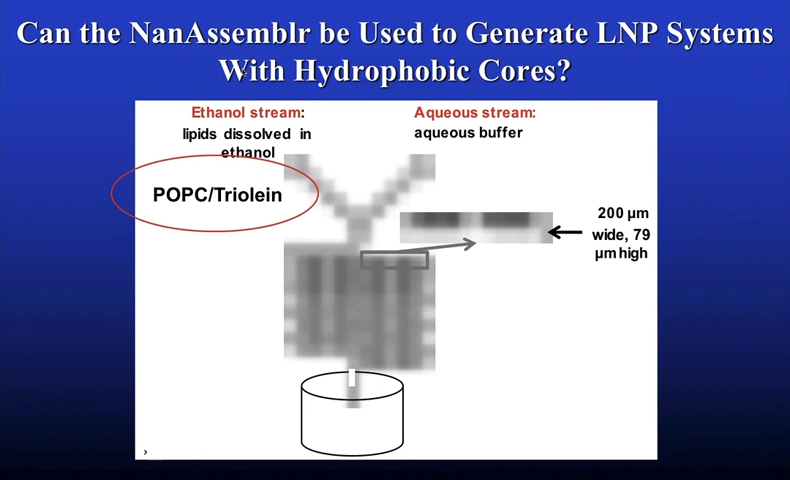 Can the NanAssemblr be Used to Generate LNP Systems
With Hydrophobic Cores?
Ethanol stream:
lipids dissolved in
ethanol
Aqueous stream:
aqueous buffer
POPC/Triolein
200 µm
wide, 79
µm high